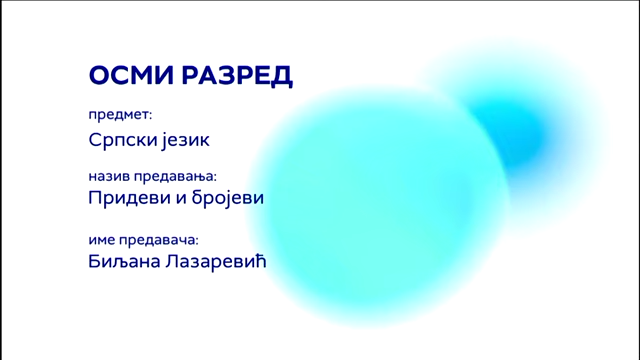 ОСМИ РАЗРЕД
предмет:
Српски језик
назив предавања:
Придеви и бројеви
име предавача:
Биљана Лазаревић